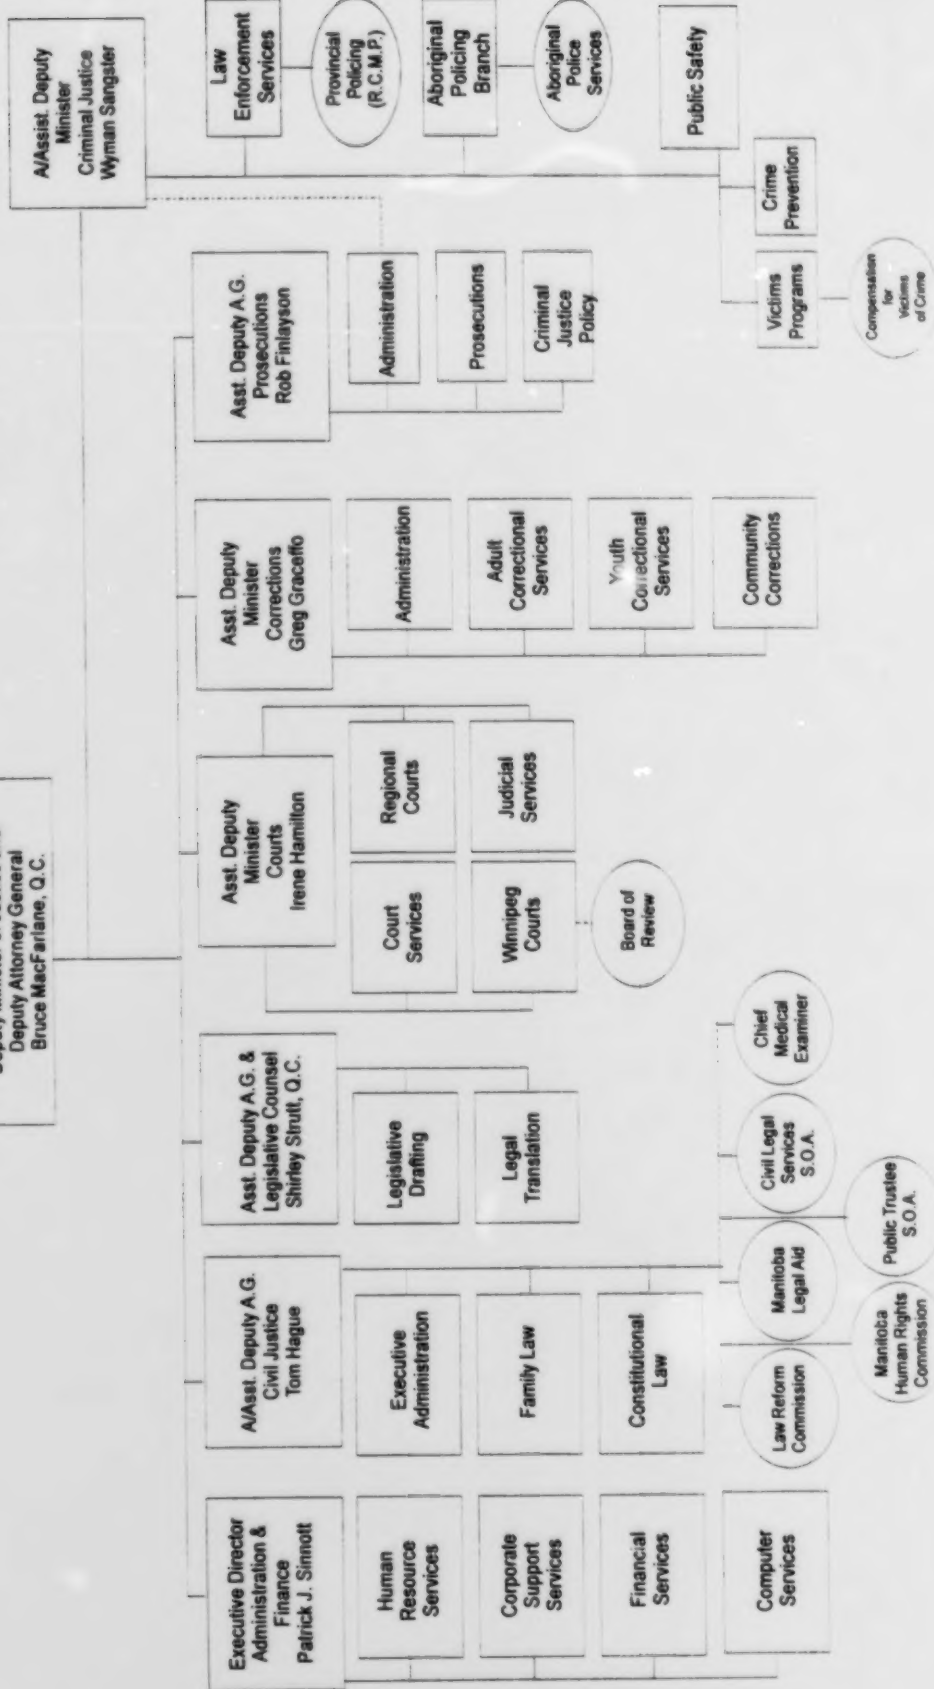 Deputy Attorney General
Bruce MacFarlane, Q.C.
A/Assist. Deputy
Minister
Criminal Justice
Wyman Sangster
Executive Director
Administration &
Finance
Patrick J. Sinnott
Human
Resource
Services
Corporate
Support
Services
Financial
Services
Computer
Services
A/Asst. Deputy A.G.
Civil Justice
Tom Hague
Executive
Administration
Family Law
Constitutional
Law
Law Reform
Commission
Manitoba
Human Rights
Commission
Manitoba
Legal Aid
Public Trustee
S.O.A.
Civil Legal
Services
S.O.A.
Chief
Medical
Examiner
Asst. Deputy A.G. &
Legislative Counsel
Shirley Strutt, Q.C.
Legislative
Drafting
Legal
Translation
Asst. Deputy
Minister
Courts
Irene Hamilton
Court
Services
Regional
Courts
Winnipeg
Courts
Judicial
Services
Board of
Review
Asst. Deputy
Minister
Corrections
Greg Graceffo
Administration
Adult
Correctional
Services
Youth
Correctional
Services
Community
Corrections
Asst. Deputy A.G.
Prosecutions
Rob Finlayson
Administration
Prosecutions
Criminal
Justice
Policy
Law
Enforcement
Services
Provincial
Policing
(R.C.M.P.)
Aboriginal
Policing
Branch
Aboriginal
Police
Services
Public Safety
Victims
Programs
Crime
Prevention
Compensation
for
Victims
of Crime